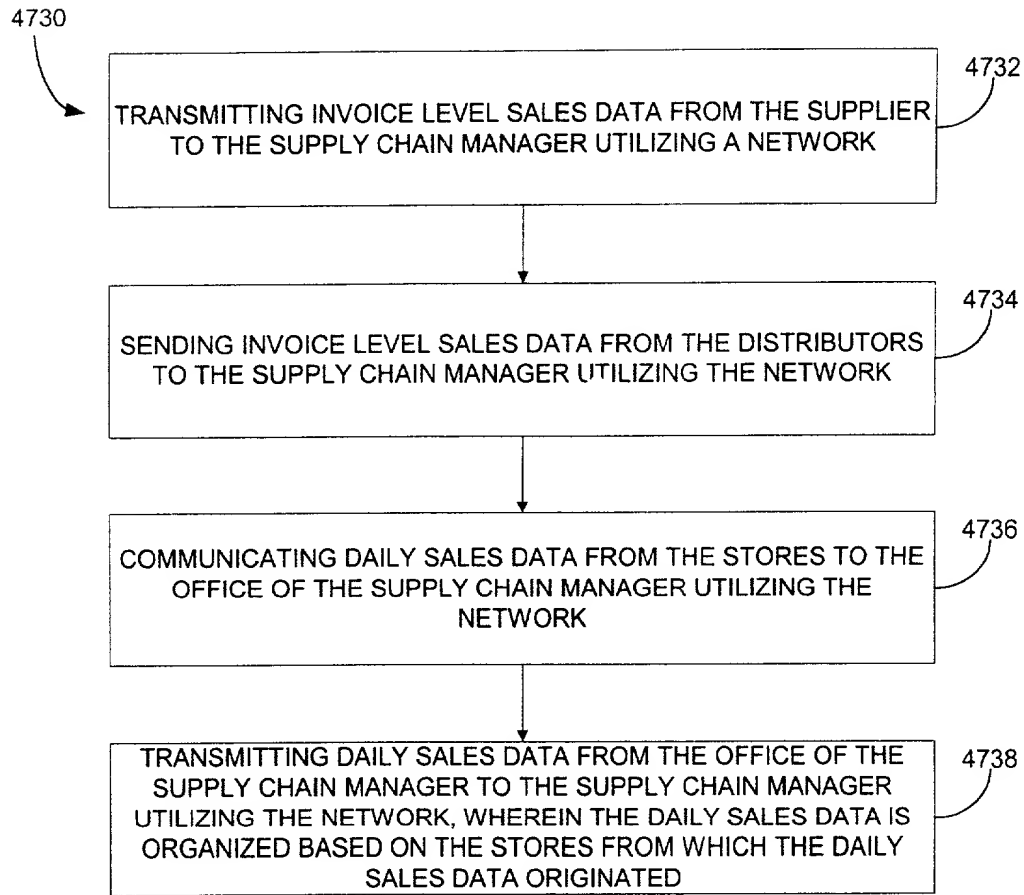 4730
4732
TRANSMITTING INVOICE LEVEL SALES DATA FROM THE SUPPLIER
TO THE SUPPLY CHAIN MANAGER UTILIZING A NETWORK
4734
SENDING INVOICE LEVEL SALES DATA FROM THE DISTRIBUTORS
TO THE SUPPLY CHAIN MANAGER UTILIZING THE NETWORK
4736
COMMUNICATING DAILY SALES DATA FROM THE STORES TO THE
OFFICE OF THE SUPPLY CHAIN MANAGER UTILIZING THE
NETWORK
4738
TRANSMITTING DAILY SALES DATA FROM THE OFFICE OF THE
SUPPLY CHAIN MANAGER TO THE SUPPLY CHAIN MANAGER
UTILIZING THE NETWORK, WHEREIN THE DAILY SALES DATA IS
ORGANIZED BASED ON THE STORES FROM WHICH THE DAILY
SALES DATA ORIGINATED